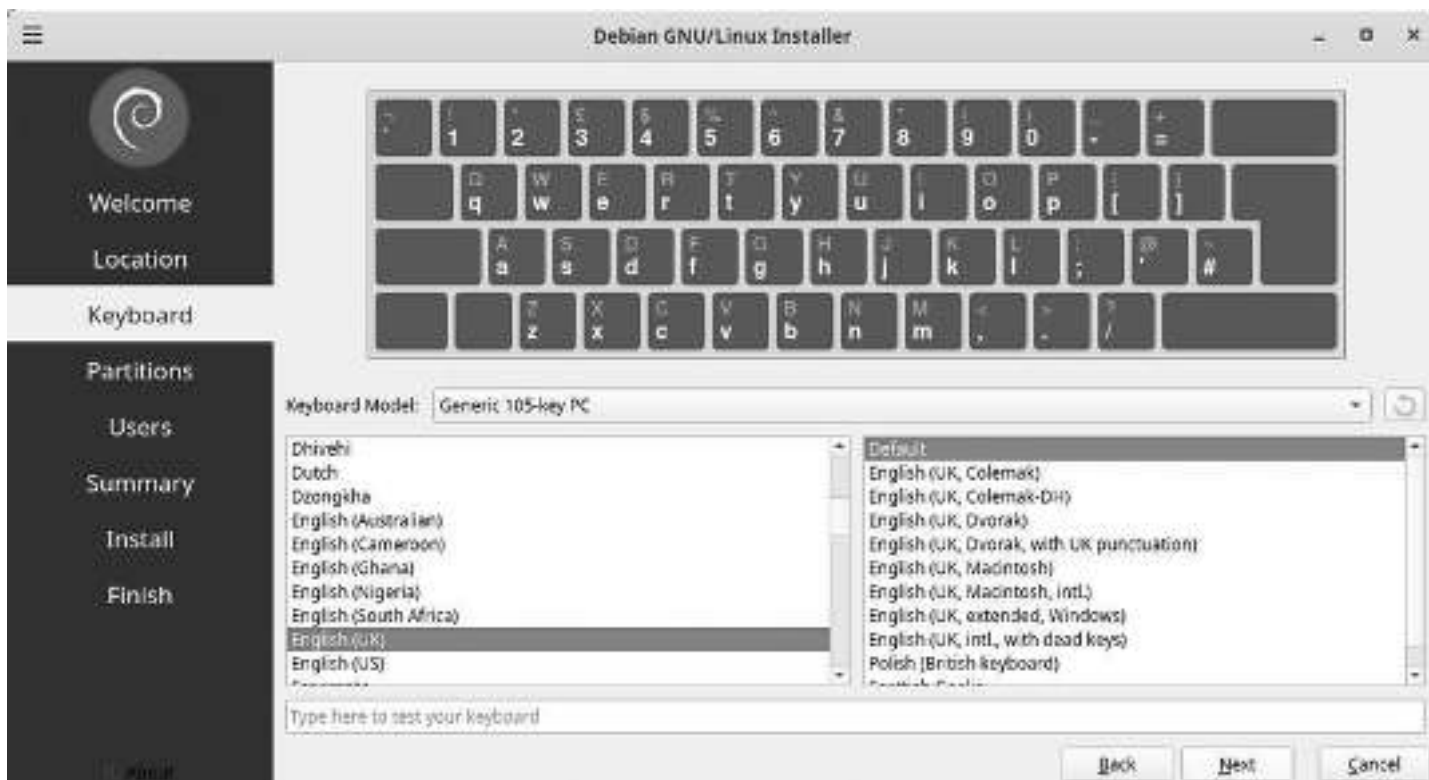 Debian GNU/Linux Installer
Welcome
Location
Keyboard
Partitions
Users
Summary
Install
Finish
1 2 3 4 5 6 7 8 9 0 - + =
Q W E R T Y U I O P
q w e r t y u i o p [ ]
A S D F G H J K L : @ ~
a s d f g h j k l ; ' #
Z X C V B N M < > ?
z x c v b n m , . /
Keyboard Model: Generic 105-key PC
Dhivehi
Dutch
Dzongkha
English (Australian)
English (Cameroon)
English (Ghana)
English (Nigeria)
English (South Africa)
English (UK)
English (US)
Default
English (UK, Colemak)
English (UK, Colemak-DH)
English (UK, Dvorak)
English (UK, Dvorak, with UK punctuation)
English (UK, Macintosh)
English (UK, Macintosh, intl.)
English (UK, extended, Windows)
English (UK, intl., with dead keys)
Polish (British keyboard)
Type here to test your keyboard
Back Next Cancel